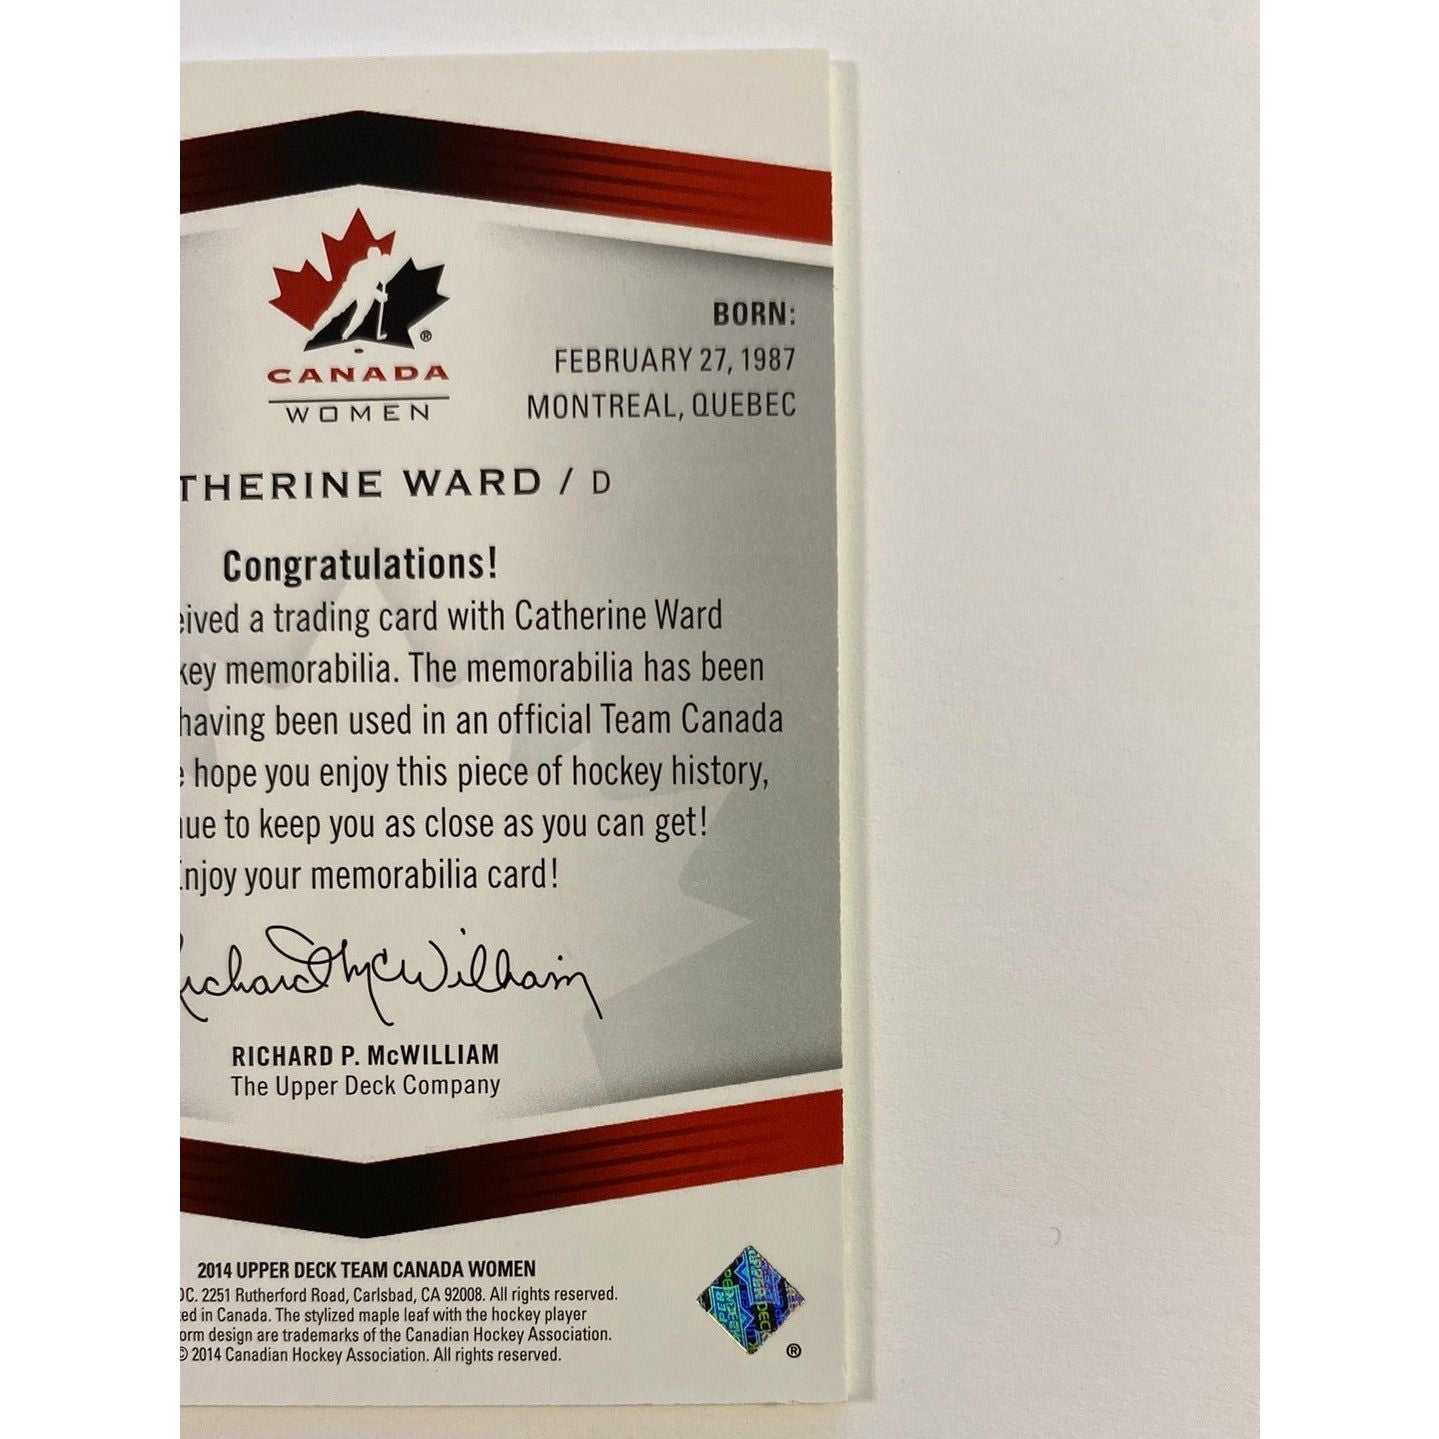 ®
CANADA
WOMEN
BORN:
FEBRUARY 27, 1987
MONTREAL, QUEBEC
THERINE WARD / D
Congratulations!
eived a trading card with Catherine Ward
key memorabilia. The memorabilia has been
having been used in an official Team Canada
hope you enjoy this piece of hockey history,
nue to keep you as close as you can get!
njoy your memorabilia card!
Richard McWilliam
RICHARD P. McWILLIAM
The Upper Deck Company
2014 UPPER DECK TEAM CANADA WOMEN
DC. 2251 Rutherford Road, Carlsbad, CA 92008. All rights reserved.
ed in Canada. The stylized maple leaf with the hockey player
orm design are trademarks of the Canadian Hockey Association.
© 2014 Canadian Hockey Association. All rights reserved.
®